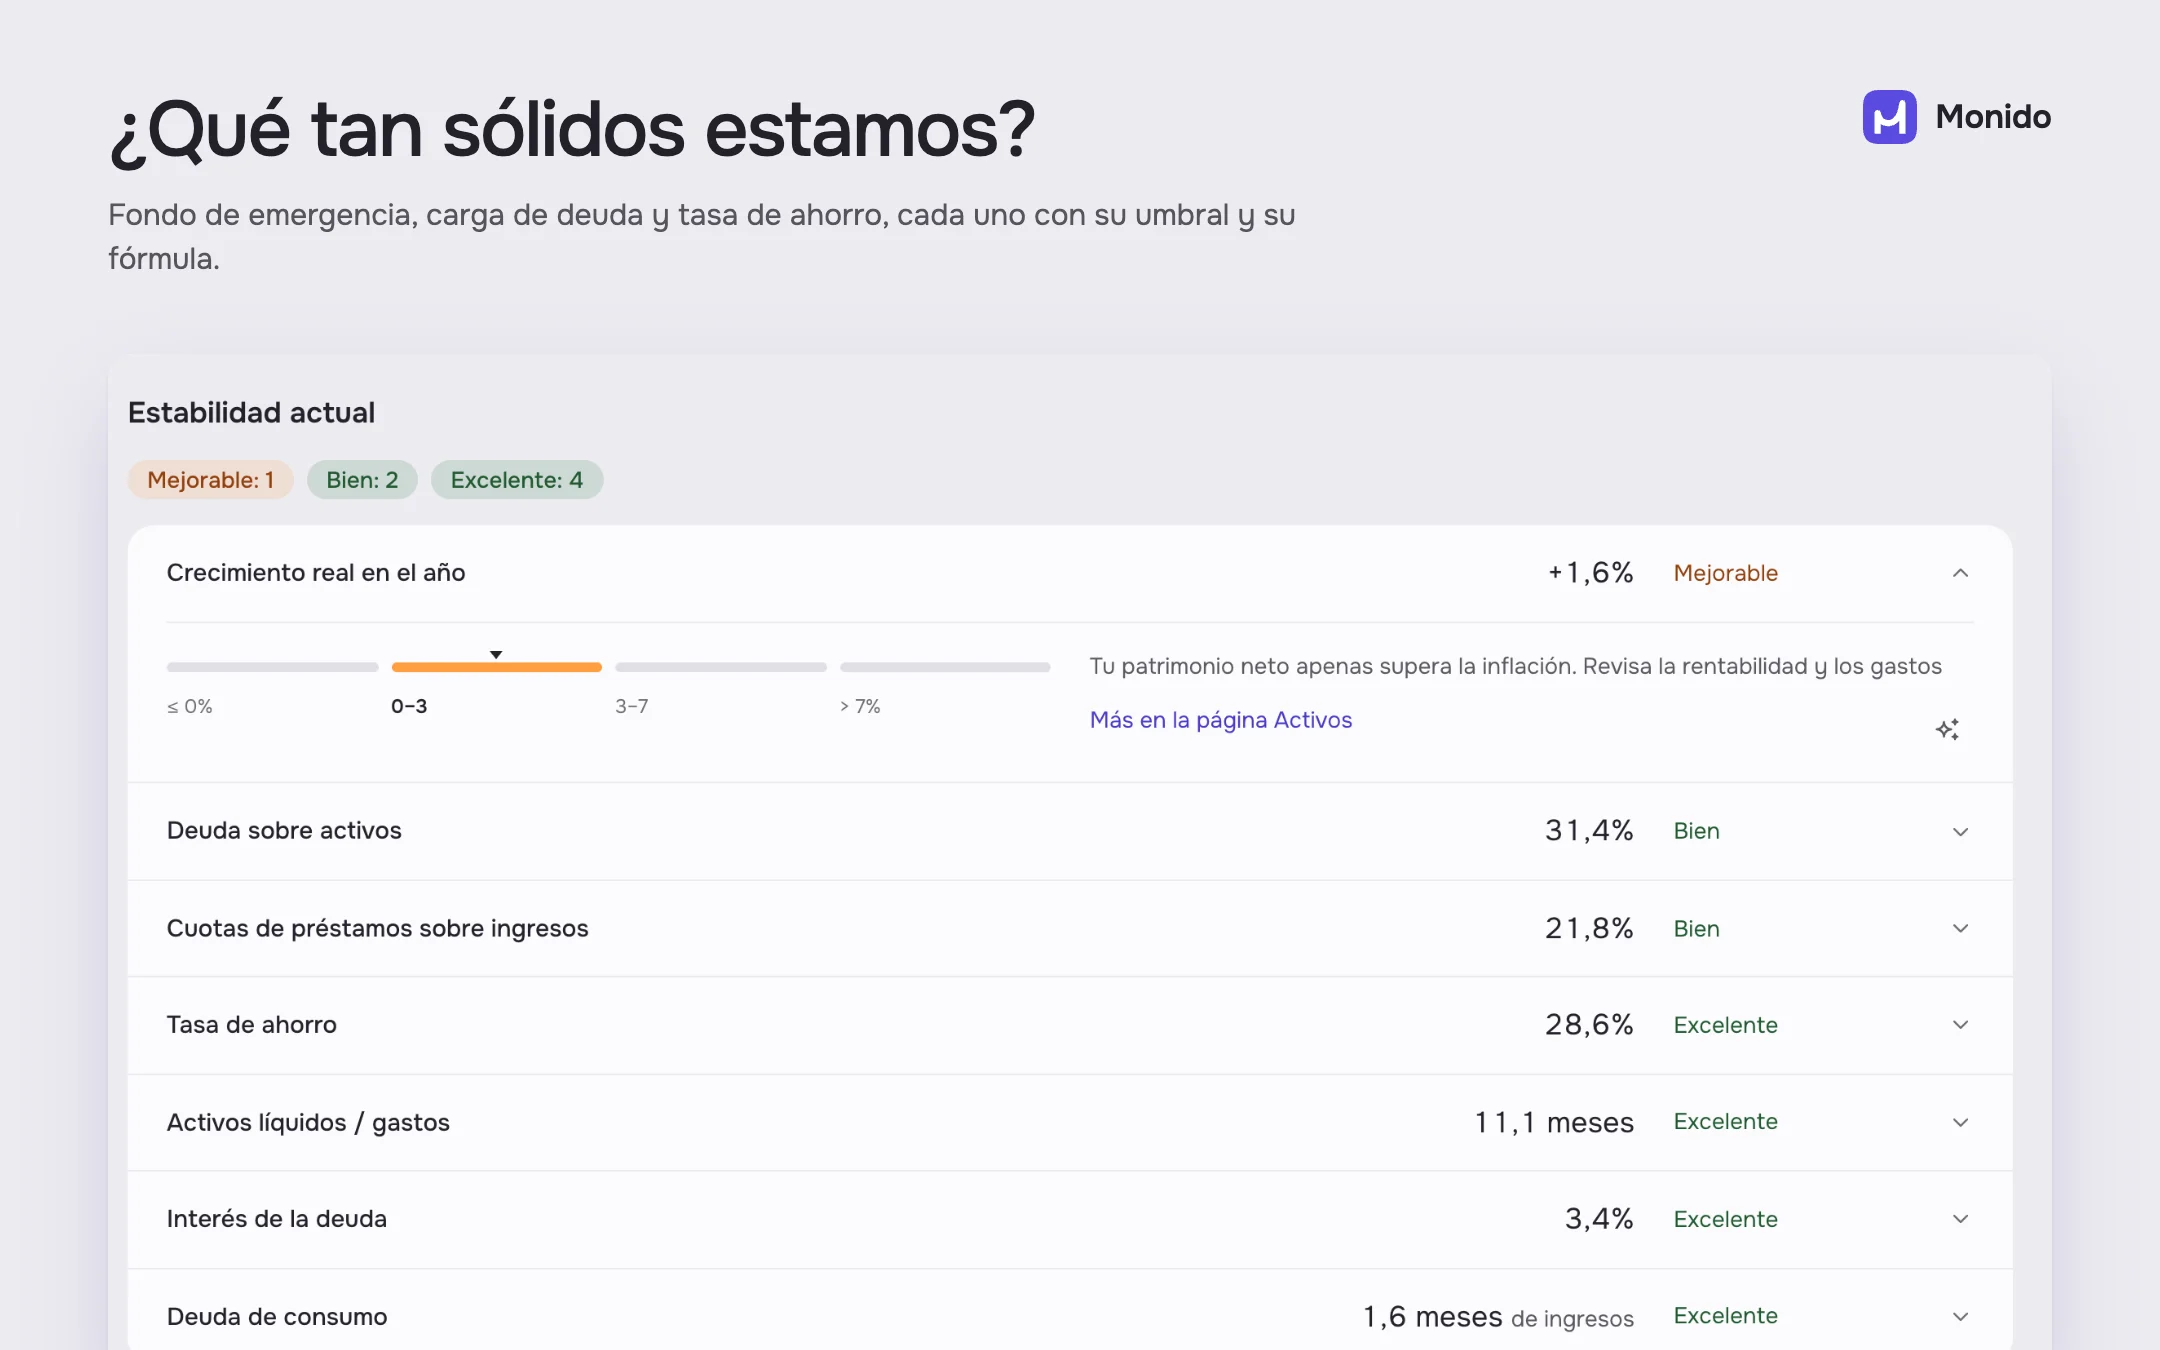 ¿Qué tan sólidos estamos?
Monido
Fondo de emergencia, carga de deuda y tasa de ahorro, cada uno con su umbral y su
fórmula.
Estabilidad actual
Mejorable: 1
Bien: 2
Excelente: 4
Crecimiento real en el año
+1,6%
Mejorable
≤ 0%
0–3
3–7
> 7%
Tu patrimonio neto apenas supera la inflación. Revisa la rentabilidad y los gastos
Más en la página Activos
Deuda sobre activos
31,4%
Bien
Cuotas de préstamos sobre ingresos
21,8%
Bien
Tasa de ahorro
28,6%
Excelente
Activos líquidos / gastos
11,1 meses
Excelente
Interés de la deuda
3,4%
Excelente
Deuda de consumo
1,6 meses de ingresos
Excelente